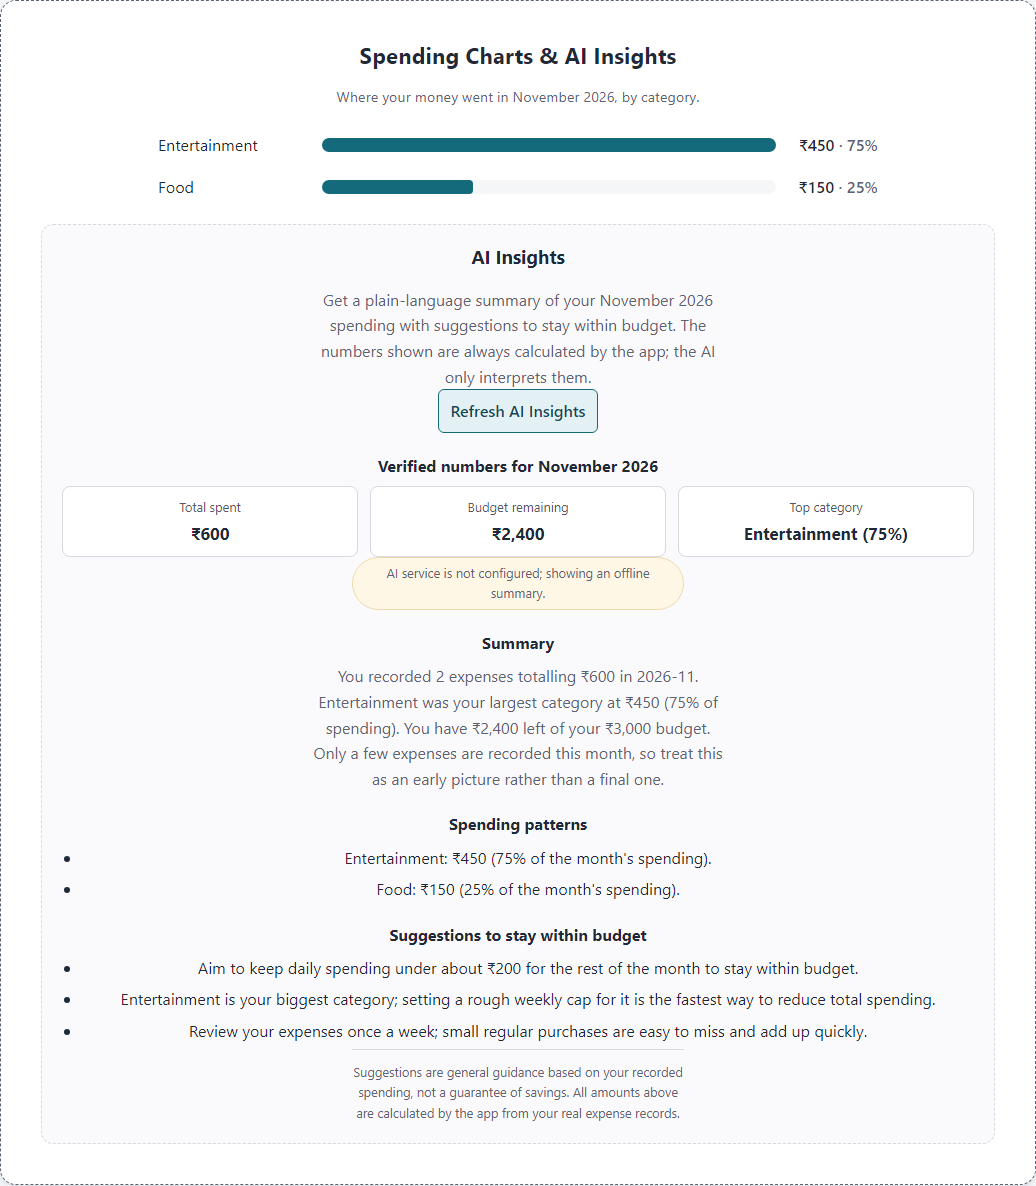 Spending Charts & AI Insights
Where your money went in November 2026, by category.
Entertainment ₹450 · 75%
Food ₹150 · 25%
AI Insights
Get a plain-language summary of your November 2026
spending with suggestions to stay within budget. The
numbers shown are always calculated by the app; the AI
only interprets them.
Refresh AI Insights
Verified numbers for November 2026
Total spent
₹600
Budget remaining
₹2,400
Top category
Entertainment (75%)
AI service is not configured; showing an offline
summary.
Summary
You recorded 2 expenses totalling ₹600 in 2026-11.
Entertainment was your largest category at ₹450 (75% of
spending). You have ₹2,400 left of your ₹3,000 budget.
Only a few expenses are recorded this month, so treat this
as an early picture rather than a final one.
Spending patterns
• Entertainment: ₹450 (75% of the month's spending).
• Food: ₹150 (25% of the month's spending).
Suggestions to stay within budget
• Aim to keep daily spending under about ₹200 for the rest of the month to stay within budget.
• Entertainment is your biggest category; setting a rough weekly cap for it is the fastest way to reduce total spending.
• Review your expenses once a week; small regular purchases are easy to miss and add up quickly.
Suggestions are general guidance based on your recorded
spending, not a guarantee of savings. All amounts above
are calculated by the app from your real expense records.